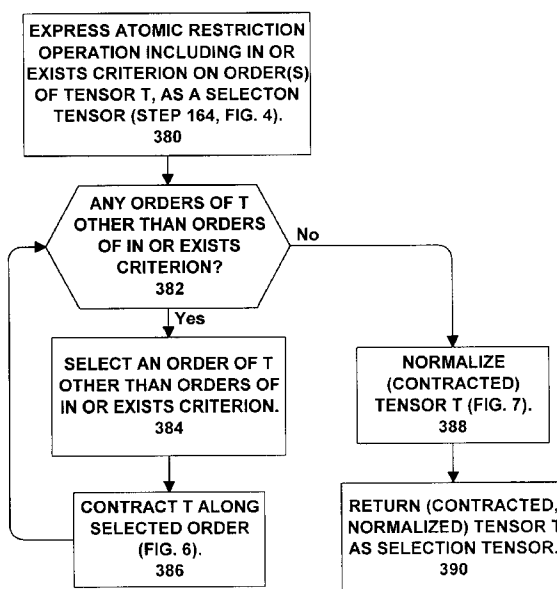 EXPRESS ATOMIC RESTRICTION
OPERATION INCLUDING IN OR
EXISTS CRITERION ON ORDER(S)
OF TENSOR T, AS A SELECTON
TENSOR (STEP 164, FIG. 4).
380
ANY ORDERS OF T
OTHER THAN ORDERS
OF IN OR EXISTS
CRITERION?
382
No
Yes
SELECT AN ORDER OF T
OTHER THAN ORDERS OF
IN OR EXISTS CRITERION.
384
NORMALIZE
(CONTRACTED)
TENSOR T (FIG. 7).
388
CONTRACT T ALONG
SELECTED ORDER
(FIG. 6).
386
RETURN (CONTRACTED,
NORMALIZED) TENSOR T
AS SELECTION TENSOR.
390